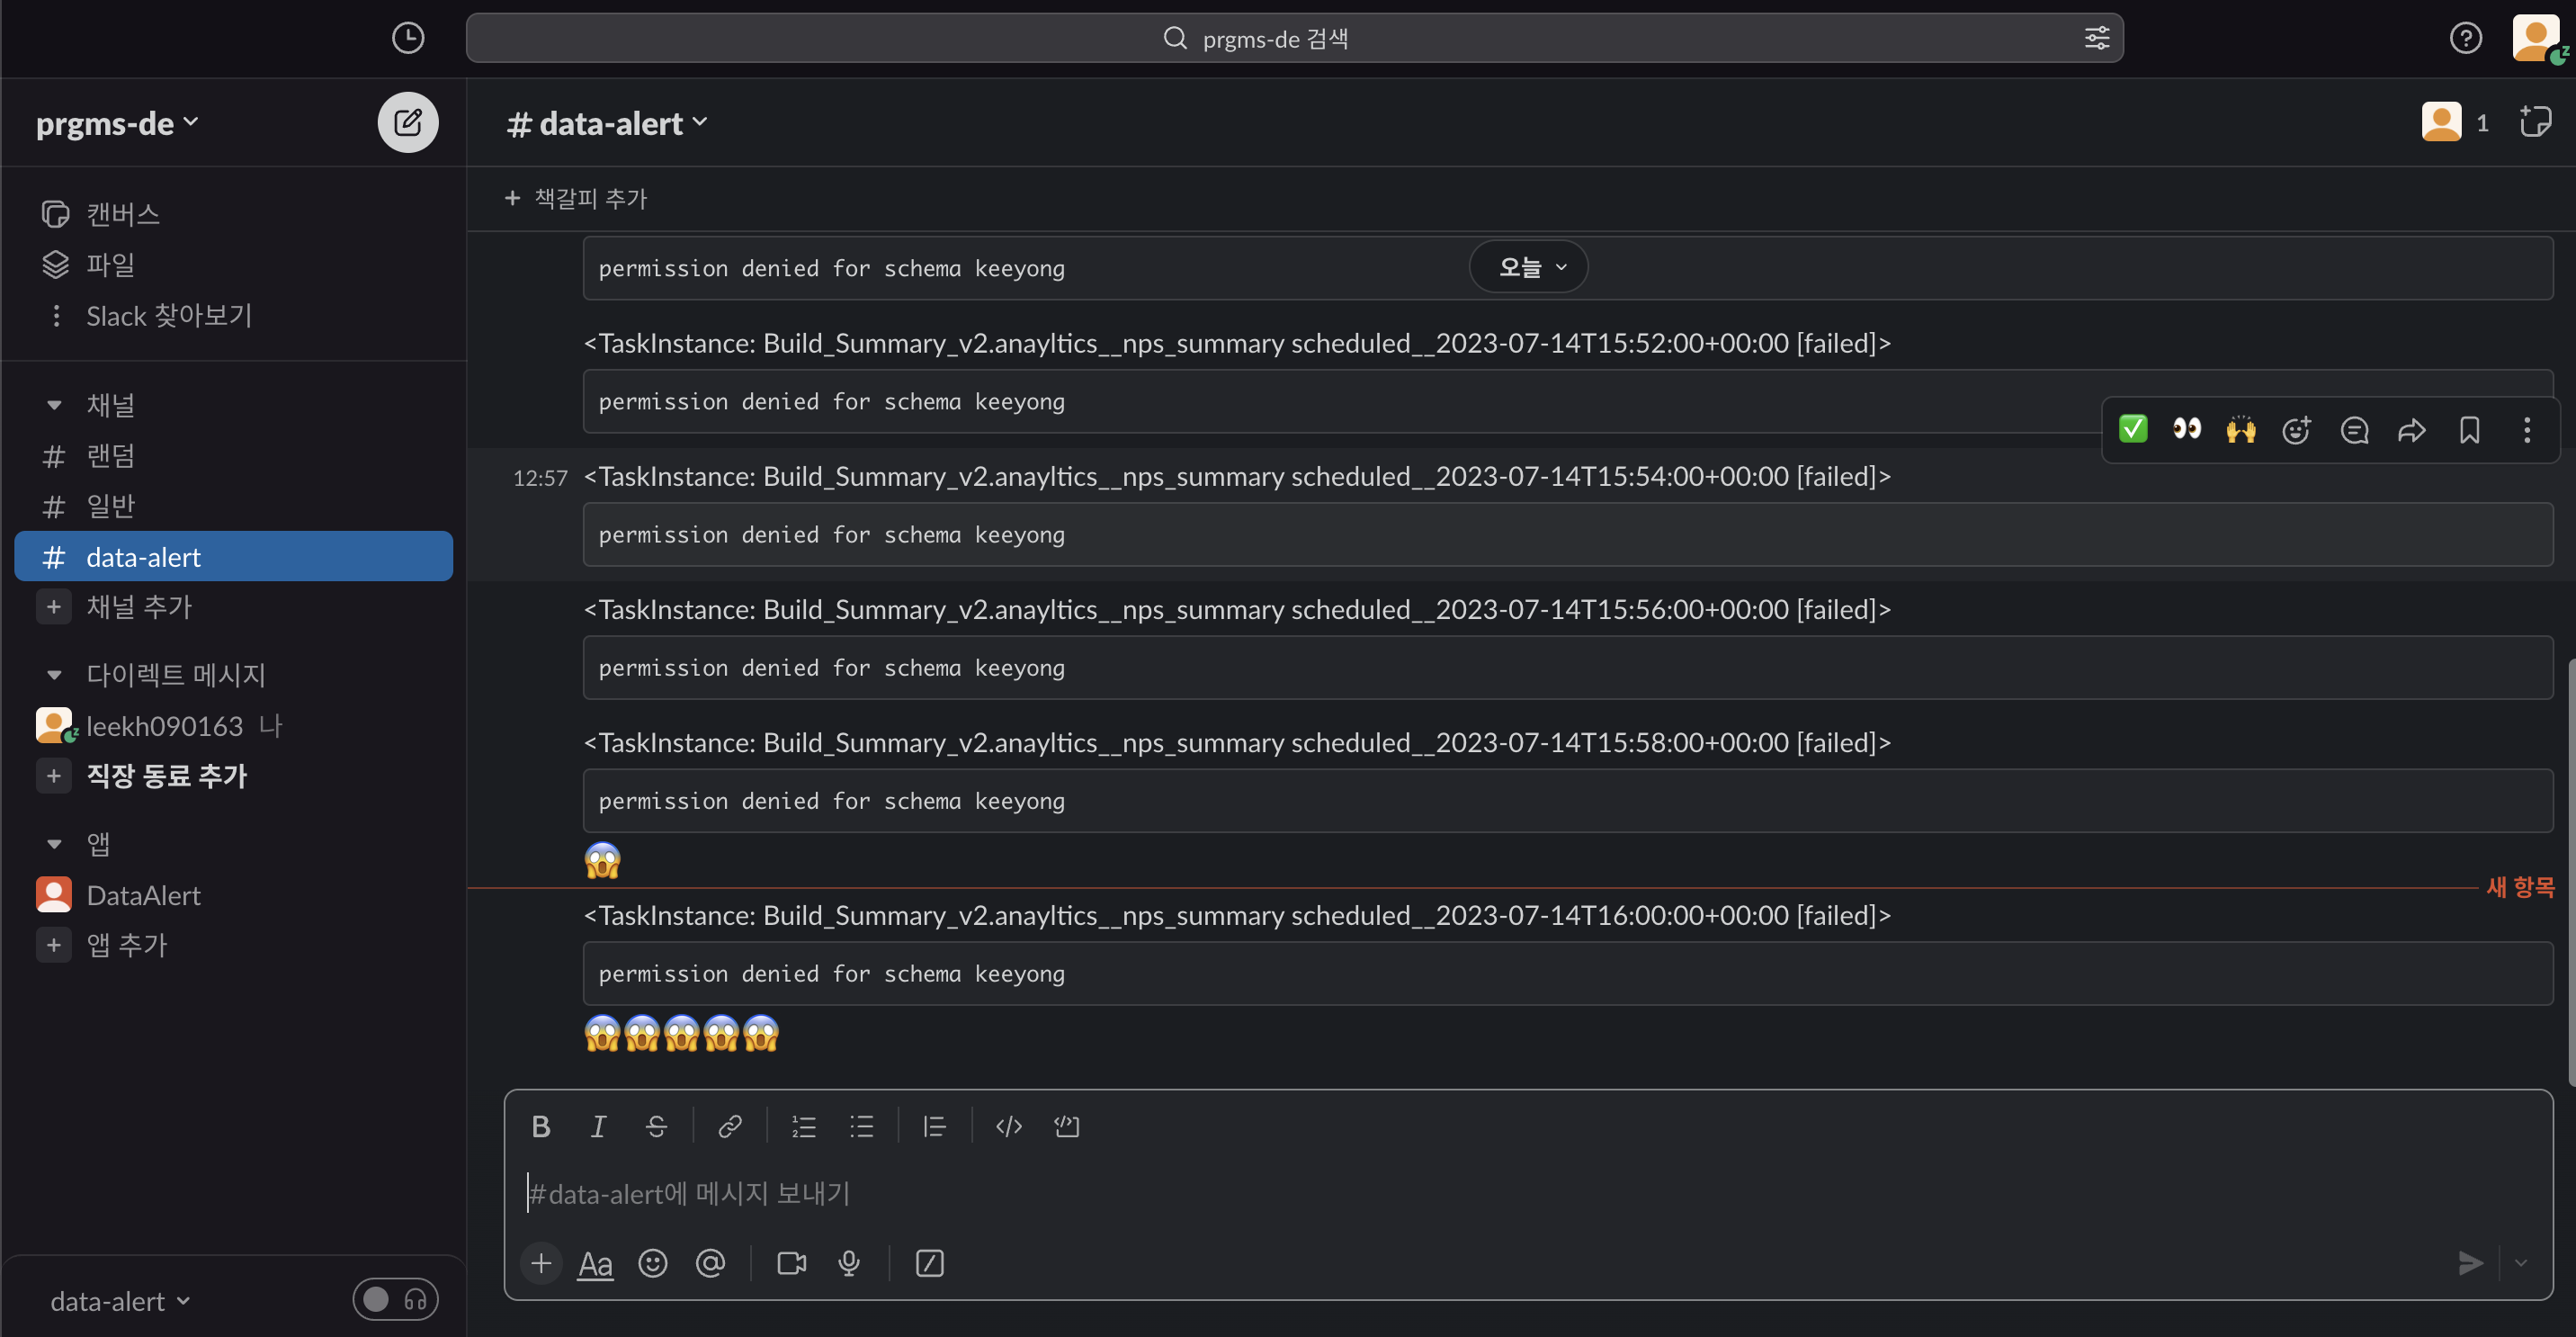 prgms-de 검색
prgms-de
캔버스
파일
Slack 찾아보기
채널
# 랜덤
# 일반
# data-alert
+ 채널 추가
다이렉트 메시지
leekh090163 나
+ 직장 동료 추가
앱
DataAlert
+ 앱 추가
data-alert
# data-alert
1
+ 책갈피 추가
오늘
permission denied for schema keeyong
<TaskInstance: Build_Summary_v2.anayltics__nps_summary scheduled__2023-07-14T15:52:00+00:00 [failed]>
permission denied for schema keeyong
12:57 <TaskInstance: Build_Summary_v2.anayltics__nps_summary scheduled__2023-07-14T15:54:00+00:00 [failed]>
permission denied for schema keeyong
<TaskInstance: Build_Summary_v2.anayltics__nps_summary scheduled__2023-07-14T15:56:00+00:00 [failed]>
permission denied for schema keeyong
<TaskInstance: Build_Summary_v2.anayltics__nps_summary scheduled__2023-07-14T15:58:00+00:00 [failed]>
permission denied for schema keeyong
😱
새 항목
<TaskInstance: Build_Summary_v2.anayltics__nps_summary scheduled__2023-07-14T16:00:00+00:00 [failed]>
permission denied for schema keeyong
😱😱😱😱😱
B I S
#data-alert에 메시지 보내기
+ Aa @